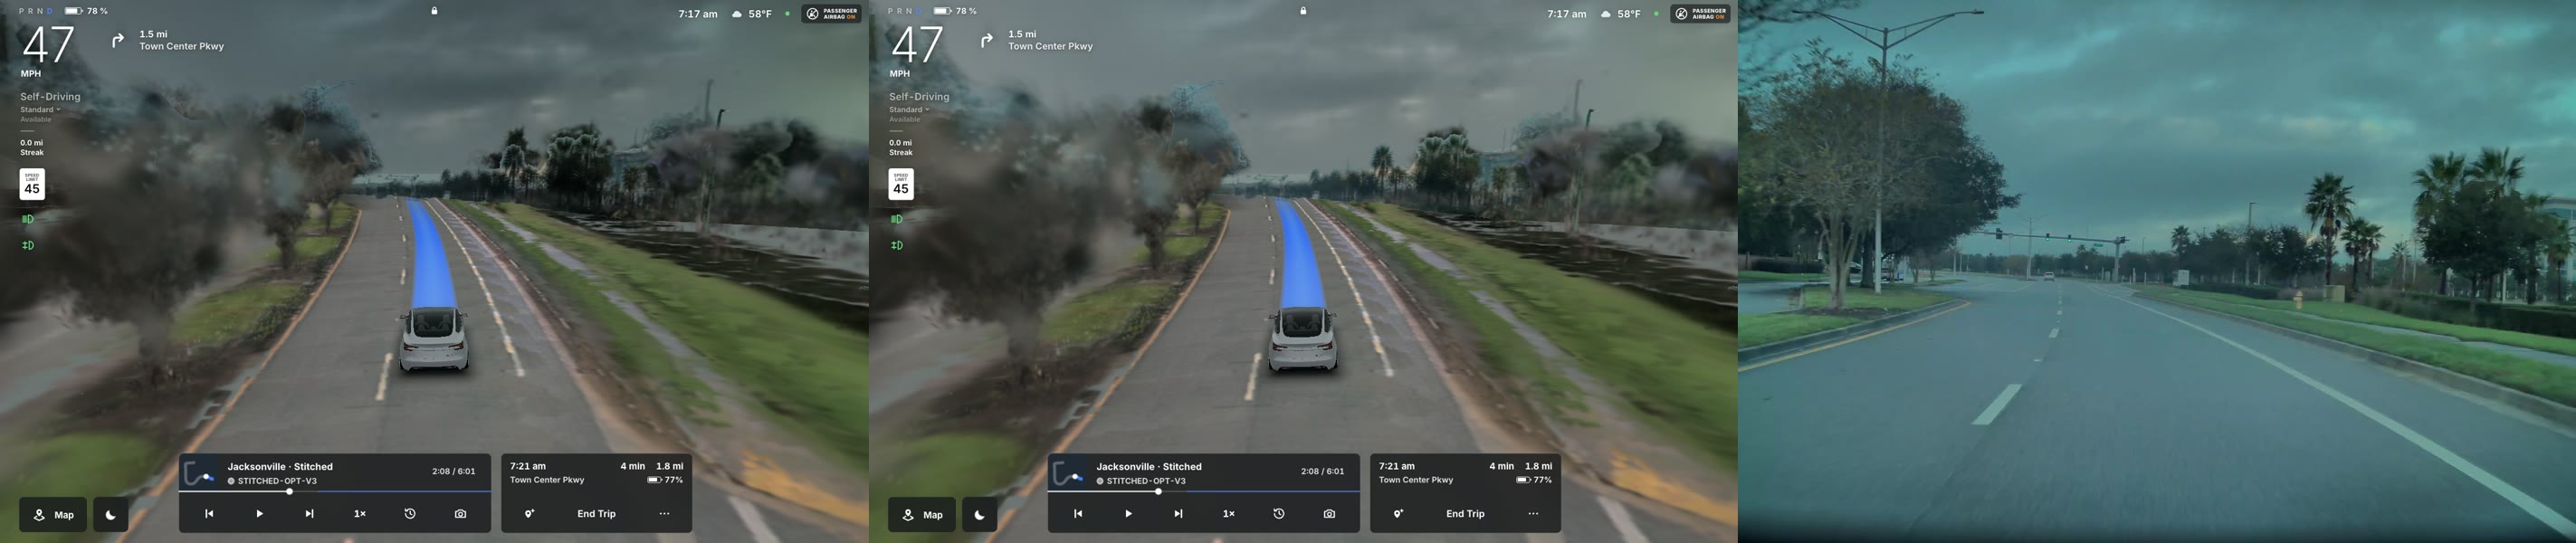 P R N D 78 %
7:17 am 58°F PASSENGER
AIRBAG ON
47
MPH
1.5 mi
Town Center Pkwy
Self-Driving
Standard
Available
0.0 mi
Streak
SPEED
LIMIT
45
Jacksonville · Stitched
STITCHED-OPT-V3
2:08 / 6:01
1×
7:21 am 4 min 1.8 mi
Town Center Pkwy 77%
End Trip
Map
P R N D 78 %
7:17 am 58°F PASSENGER
AIRBAG ON
47
MPH
1.5 mi
Town Center Pkwy
Self-Driving
Standard
Available
0.0 mi
Streak
SPEED
LIMIT
45
Jacksonville · Stitched
STITCHED-OPT-V3
2:08 / 6:01
1×
7:21 am 4 min 1.8 mi
Town Center Pkwy 77%
End Trip
Map